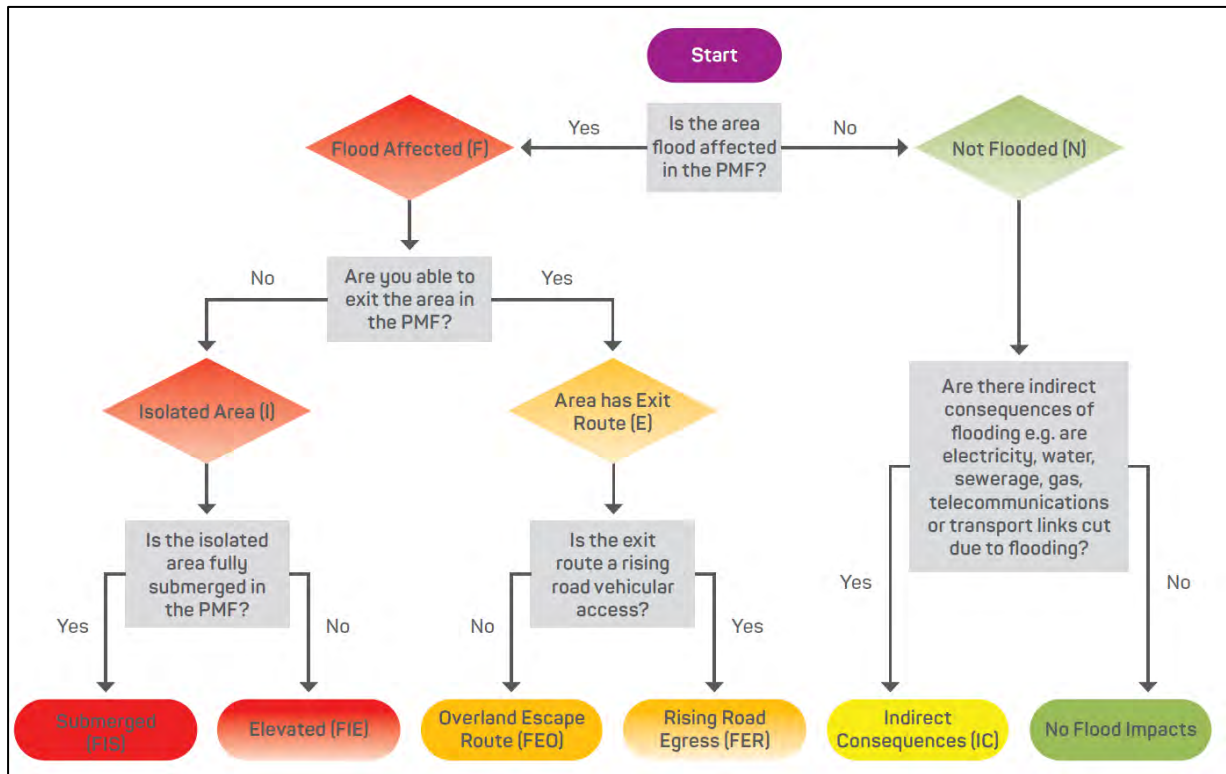 Start
Yes
Is the area
flood affected
in the PMF?
No
Flood Affected (F)
Not Flooded (N)
No
Are you able to
exit the area in
the PMF?
Yes
Isolated Area (I)
Area has Exit
Route (E)
Are there indirect
consequences of
flooding e.g. are
electricity, water,
sewerage, gas,
telecommunications
or transport links cut
due to flooding?
Is the isolated
area fully
submerged in
the PMF?
Is the exit
route a rising
road vehicular
access?
Yes
No
No
Yes
Yes
No
Submerged
(FIS)
Elevated (FIE)
Overland Escape
Route (FEO)
Rising Road
Egress (FER)
Indirect
Consequences (IC)
No Flood Impacts